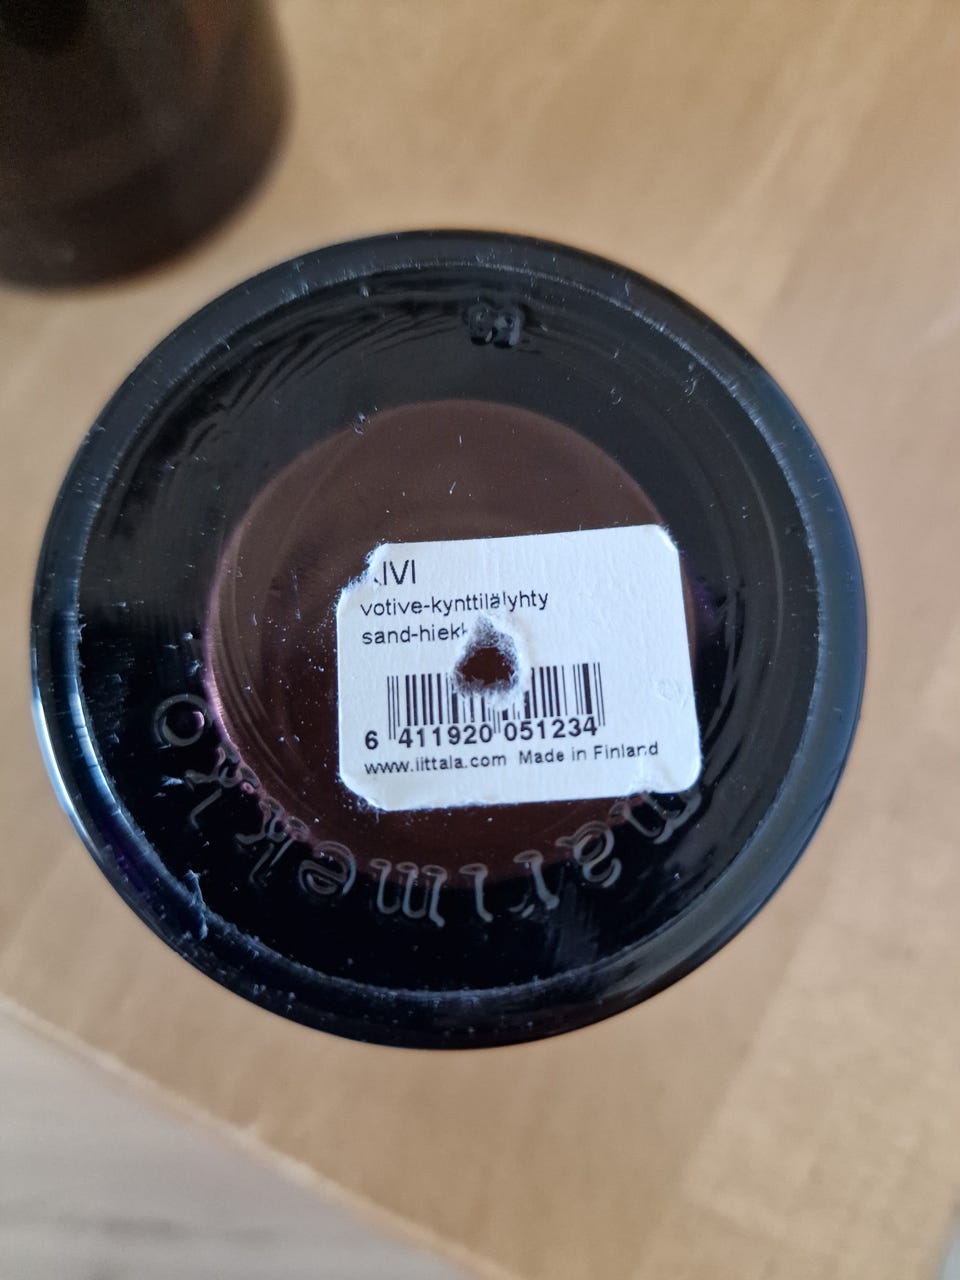 KIVI
votive-kynttilälyhty
sand-hiekk
6 411920 051234
www.iittala.com Made in Finland
marimekko